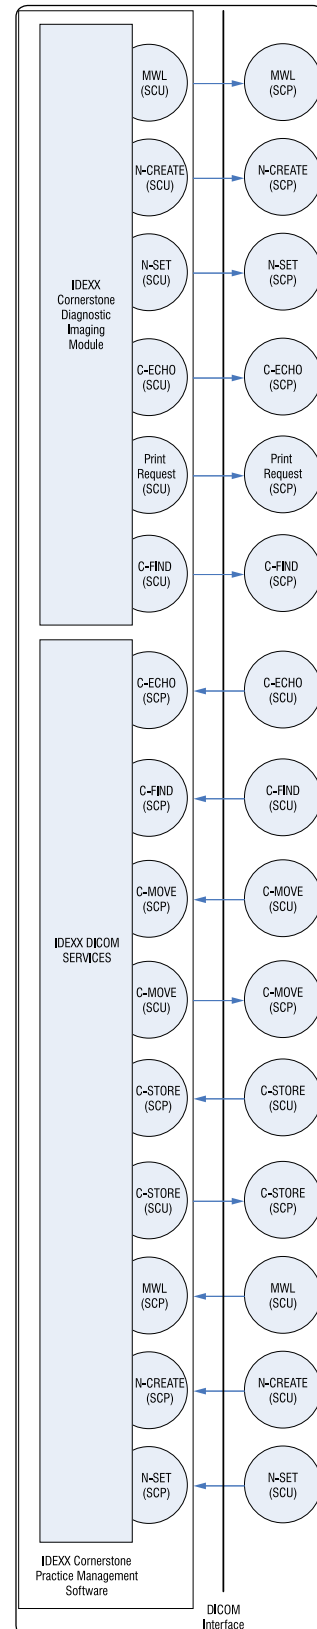 IDEXX
Cornerstone
Diagnostic
Imaging
Module
MWL
(SCU)
MWL
(SCP)
N-CREATE
(SCU)
N-CREATE
(SCP)
N-SET
(SCU)
N-SET
(SCP)
C-ECHO
(SCU)
C-ECHO
(SCP)
Print
Request
(SCU)
Print
Request
(SCP)
C-FIND
(SCU)
C-FIND
(SCP)
IDEXX DICOM
SERVICES
C-ECHO
(SCP)
C-ECHO
(SCU)
C-FIND
(SCP)
C-FIND
(SCU)
C-MOVE
(SCP)
C-MOVE
(SCU)
C-MOVE
(SCU)
C-MOVE
(SCP)
C-STORE
(SCP)
C-STORE
(SCU)
C-STORE
(SCU)
C-STORE
(SCP)
MWL
(SCP)
MWL
(SCU)
N-CREATE
(SCP)
N-CREATE
(SCU)
N-SET
(SCP)
N-SET
(SCU)
IDEXX Cornerstone
Practice Management
Software
DICOM
Interface